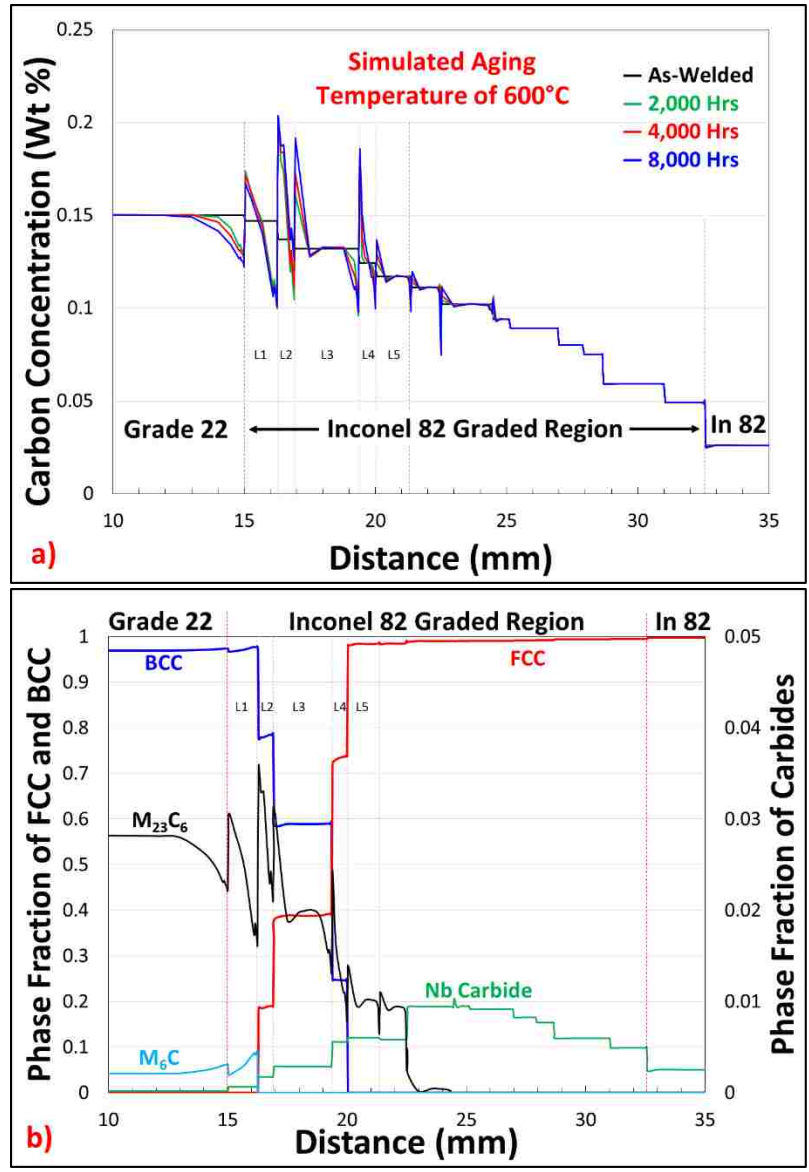 0.25
0.2
0.15
0.1
0.05
0
Carbon Concentration (Wt %)
Simulated Aging
Temperature of 600°C
As-Welded
2,000 Hrs
4,000 Hrs
8,000 Hrs
L1 L2 L3 L4 L5
Grade 22 Inconel 82 Graded Region In 82
10 15 20 25 30 35
a) Distance (mm)
Grade 22 Inconel 82 Graded Region In 82
1
0.9
0.8
0.7
0.6
0.5
0.4
0.3
0.2
0.1
0
Phase Fraction of FCC and BCC
BCC
FCC
L1 L2 L3 L4 L5
M₂₃C₆
Nb Carbide
M₆C
0.05
0.04
0.03
0.02
0.01
0
Phase Fraction of Carbides
10 15 20 25 30 35
b) Distance (mm)